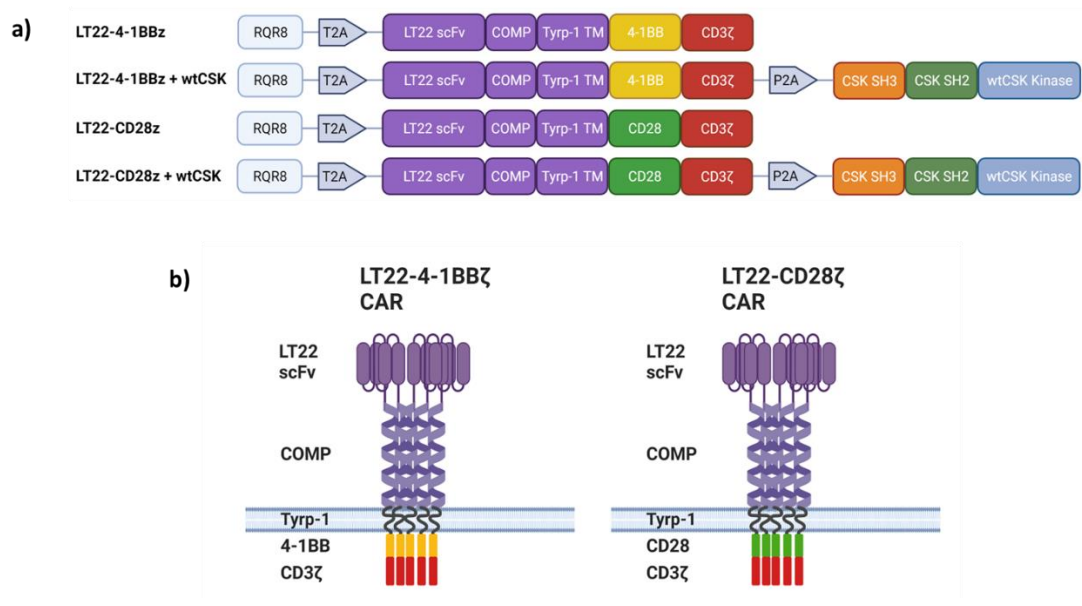 a)
LT22-4-1BBz RQR8 T2A LT22 scFv COMP Tyrp-1 TM 4-1BB CD3ζ
LT22-4-1BBz + wtCSK RQR8 T2A LT22 scFv COMP Tyrp-1 TM 4-1BB CD3ζ P2A CSK SH3 CSK SH2 wtCSK Kinase
LT22-CD28z RQR8 T2A LT22 scFv COMP Tyrp-1 TM CD28 CD3ζ
LT22-CD28z + wtCSK RQR8 T2A LT22 scFv COMP Tyrp-1 TM CD28 CD3ζ P2A CSK SH3 CSK SH2 wtCSK Kinase
b)
LT22-4-1BBζ
CAR
LT22
scFv
COMP
Tyrp-1
4-1BB
CD3ζ
LT22-CD28ζ
CAR
LT22
scFv
COMP
Tyrp-1
CD28
CD3ζ